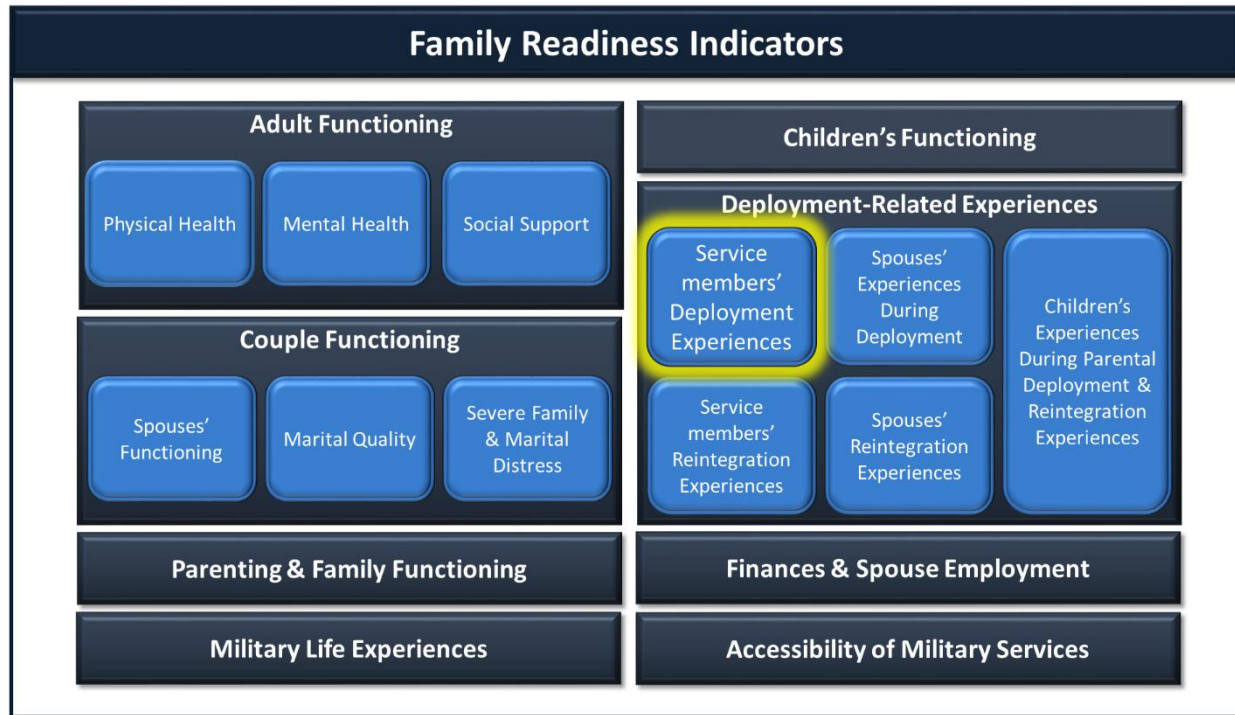 Family Readiness Indicators
Adult Functioning
Physical Health
Mental Health
Social Support
Couple Functioning
Spouses’
Functioning
Marital Quality
Severe Family
& Marital
Distress
Parenting & Family Functioning
Military Life Experiences
Children’s Functioning
Deployment-Related Experiences
Service
members’
Deployment
Experiences
Spouses’
Experiences
During
Deployment
Children’s
Experiences
During Parental
Deployment &
Reintegration
Experiences
Service
members’
Reintegration
Experiences
Spouses’
Reintegration
Experiences
Finances & Spouse Employment
Accessibility of Military Services